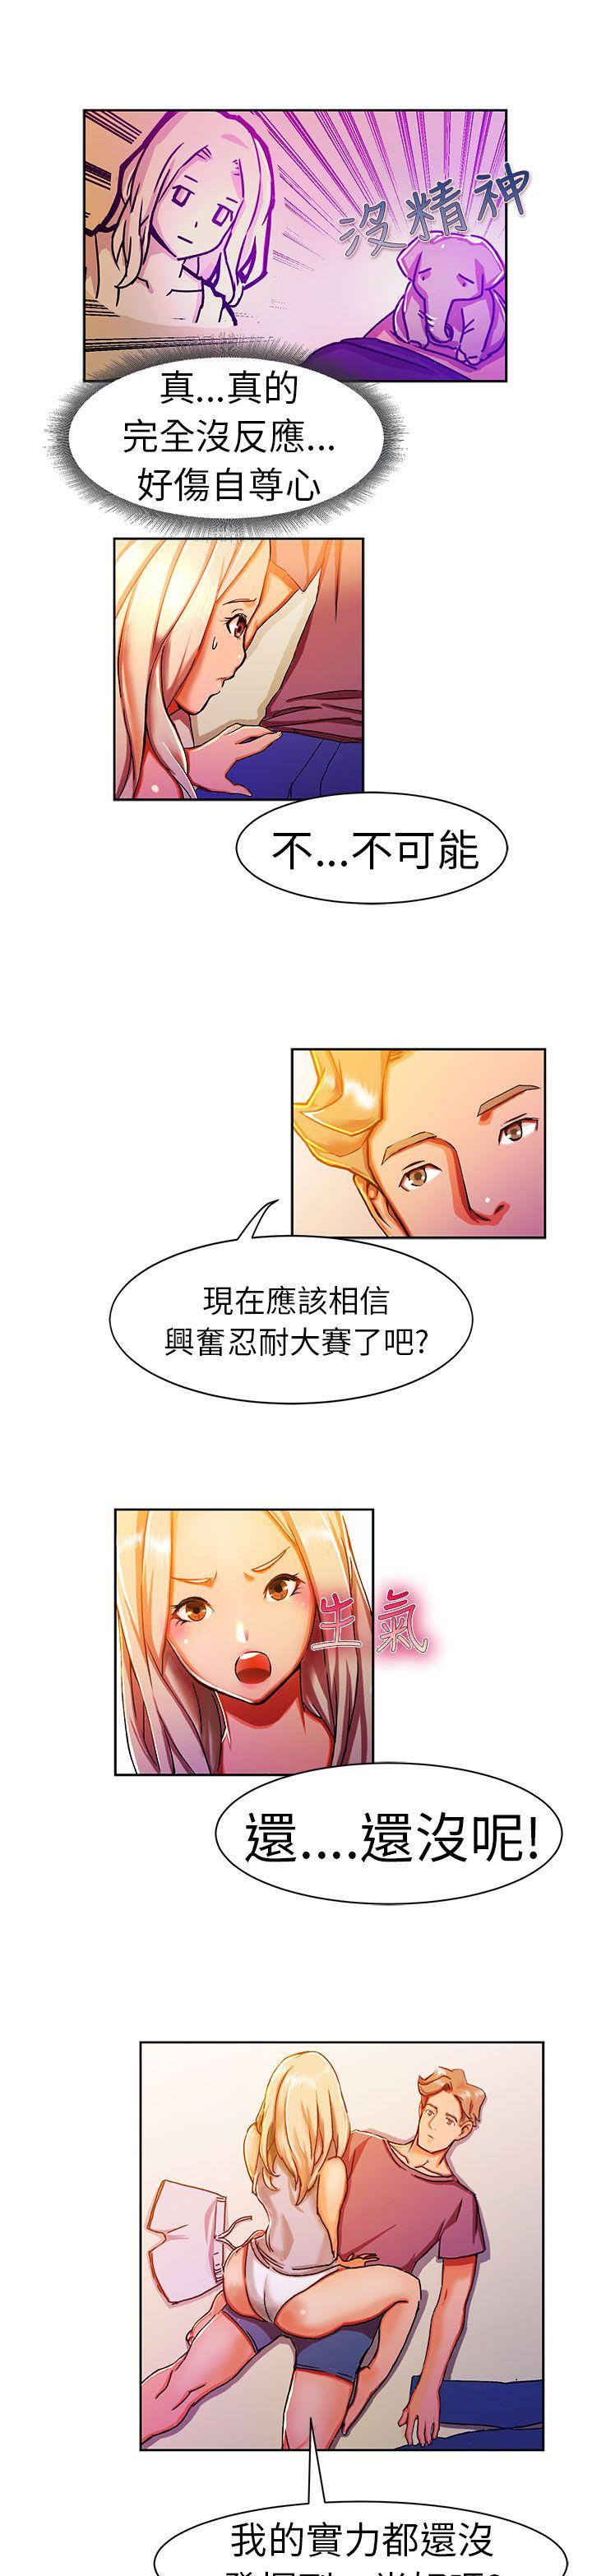 沒精神
真...真的
完全沒反應...
好傷自尊心
不...不可能
現在應該相信
興奮忍耐大賽了吧?
生氣
還....還沒呢!
我的實力都還沒